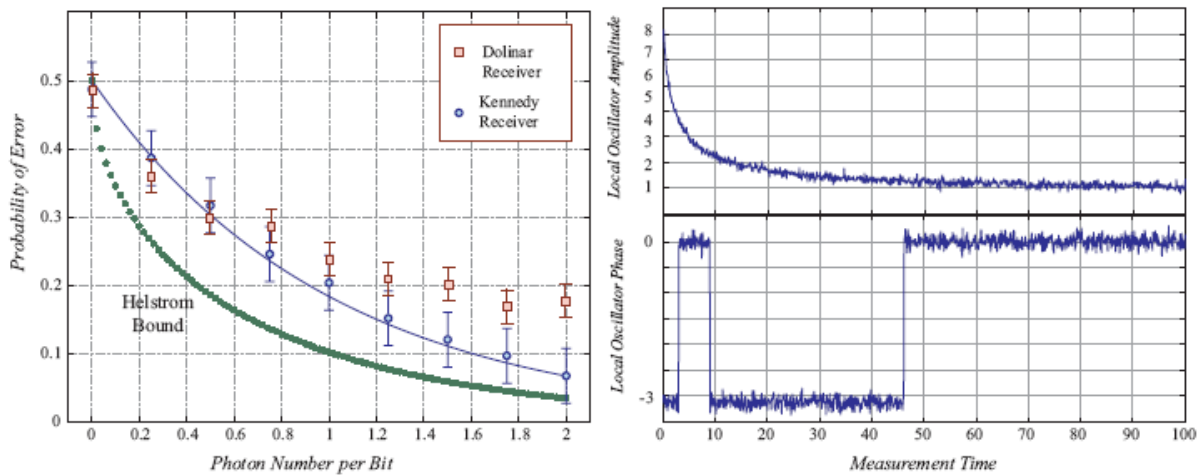 Probability of Error
0.5
0.4
0.3
0.2
0.1
0
Dolinar
Receiver
Kennedy
Receiver
Helstrom
Bound
0 0.2 0.4 0.6 0.8 1.0 1.2 1.4 1.6 1.8 2
Photon Number per Bit
Local Oscillator Amplitude
8
7
6
5
4
3
2
1
Local Oscillator Phase
0
-3
0 10 20 30 40 50 60 70 80 90 100
Measurement Time